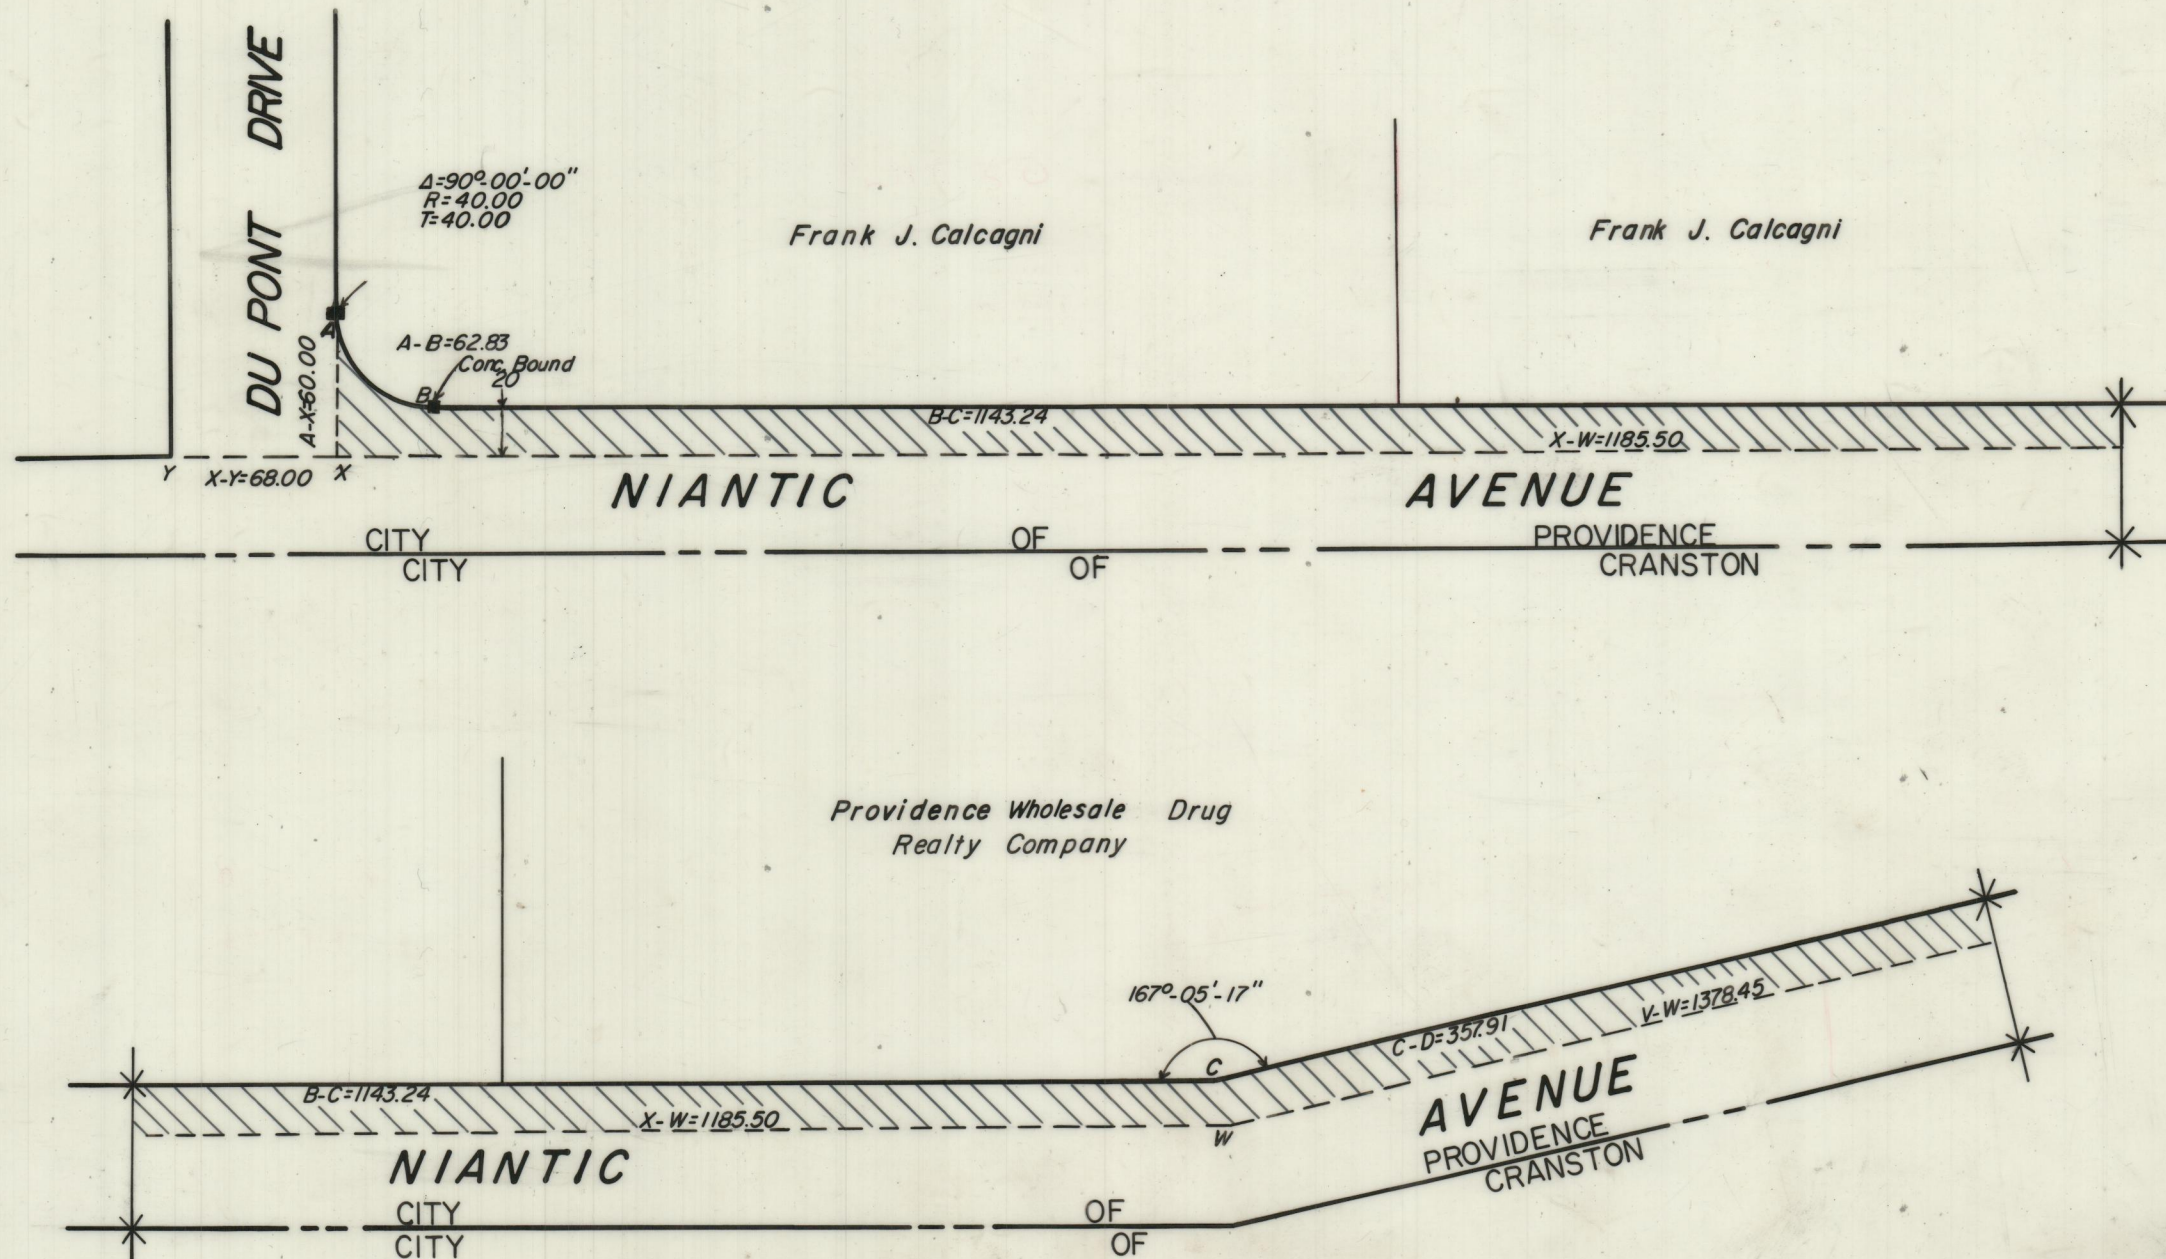 DU PONT DRIVE
Δ=90°-00'-00"
R=40.00
T=40.00
Frank J. Calcagni
Frank J. Calcagni
A
A-X=60.00
A-B=62.83
Conc. Bound
20'
B
B-C=1143.24
X-W=1185.50
Y
X-Y=68.00
X
NIANTIC AVENUE
CITY OF PROVIDENCE
CITY OF CRANSTON
Providence Wholesale Drug
Realty Company
167°-05'-17"
C
C-D=357.91
V-W=1378.45
B-C=1143.24
X-W=1185.50
W
NIANTIC AVENUE
CITY OF PROVIDENCE
CITY OF CRANSTON